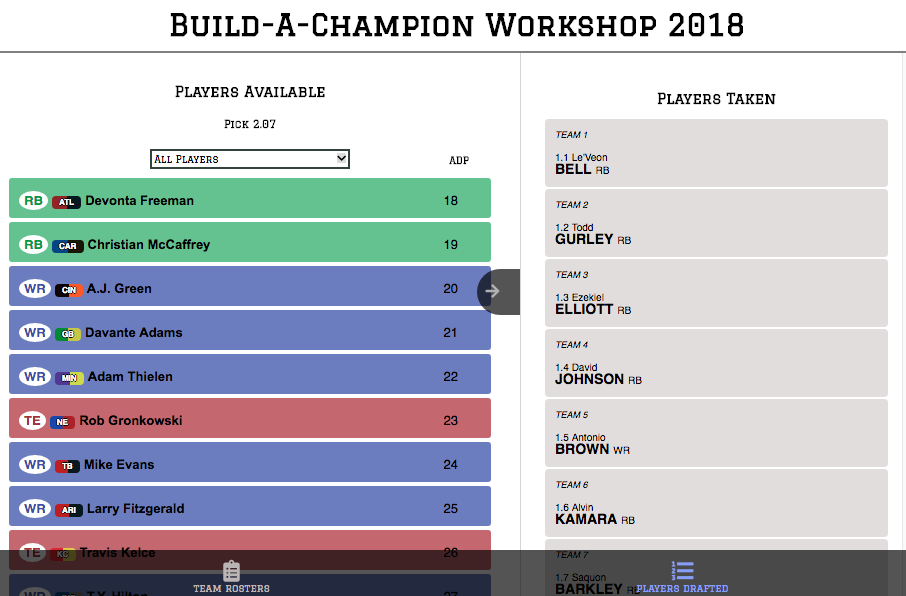 Build-A-Champion Workshop 2018
Players Available
Pick 2.07
All Players
ADP
RB ATL Devonta Freeman 18
RB CAR Christian McCaffrey 19
WR CIN A.J. Green 20
WR GB Davante Adams 21
WR MIN Adam Thielen 22
TE NE Rob Gronkowski 23
WR TB Mike Evans 24
WR ARI Larry Fitzgerald 25
TE KC Travis Kelce 26
WR T.Y. Hilton 27
Players Taken
TEAM 1
1.1 Le'Veon
BELL RB
TEAM 2
1.2 Todd
GURLEY RB
TEAM 3
1.3 Ezekiel
ELLIOTT RB
TEAM 4
1.4 David
JOHNSON RB
TEAM 5
1.5 Antonio
BROWN WR
TEAM 6
1.6 Alvin
KAMARA RB
TEAM 7
1.7 Saquon
BARKLEY RB
Team Rosters
Players Drafted